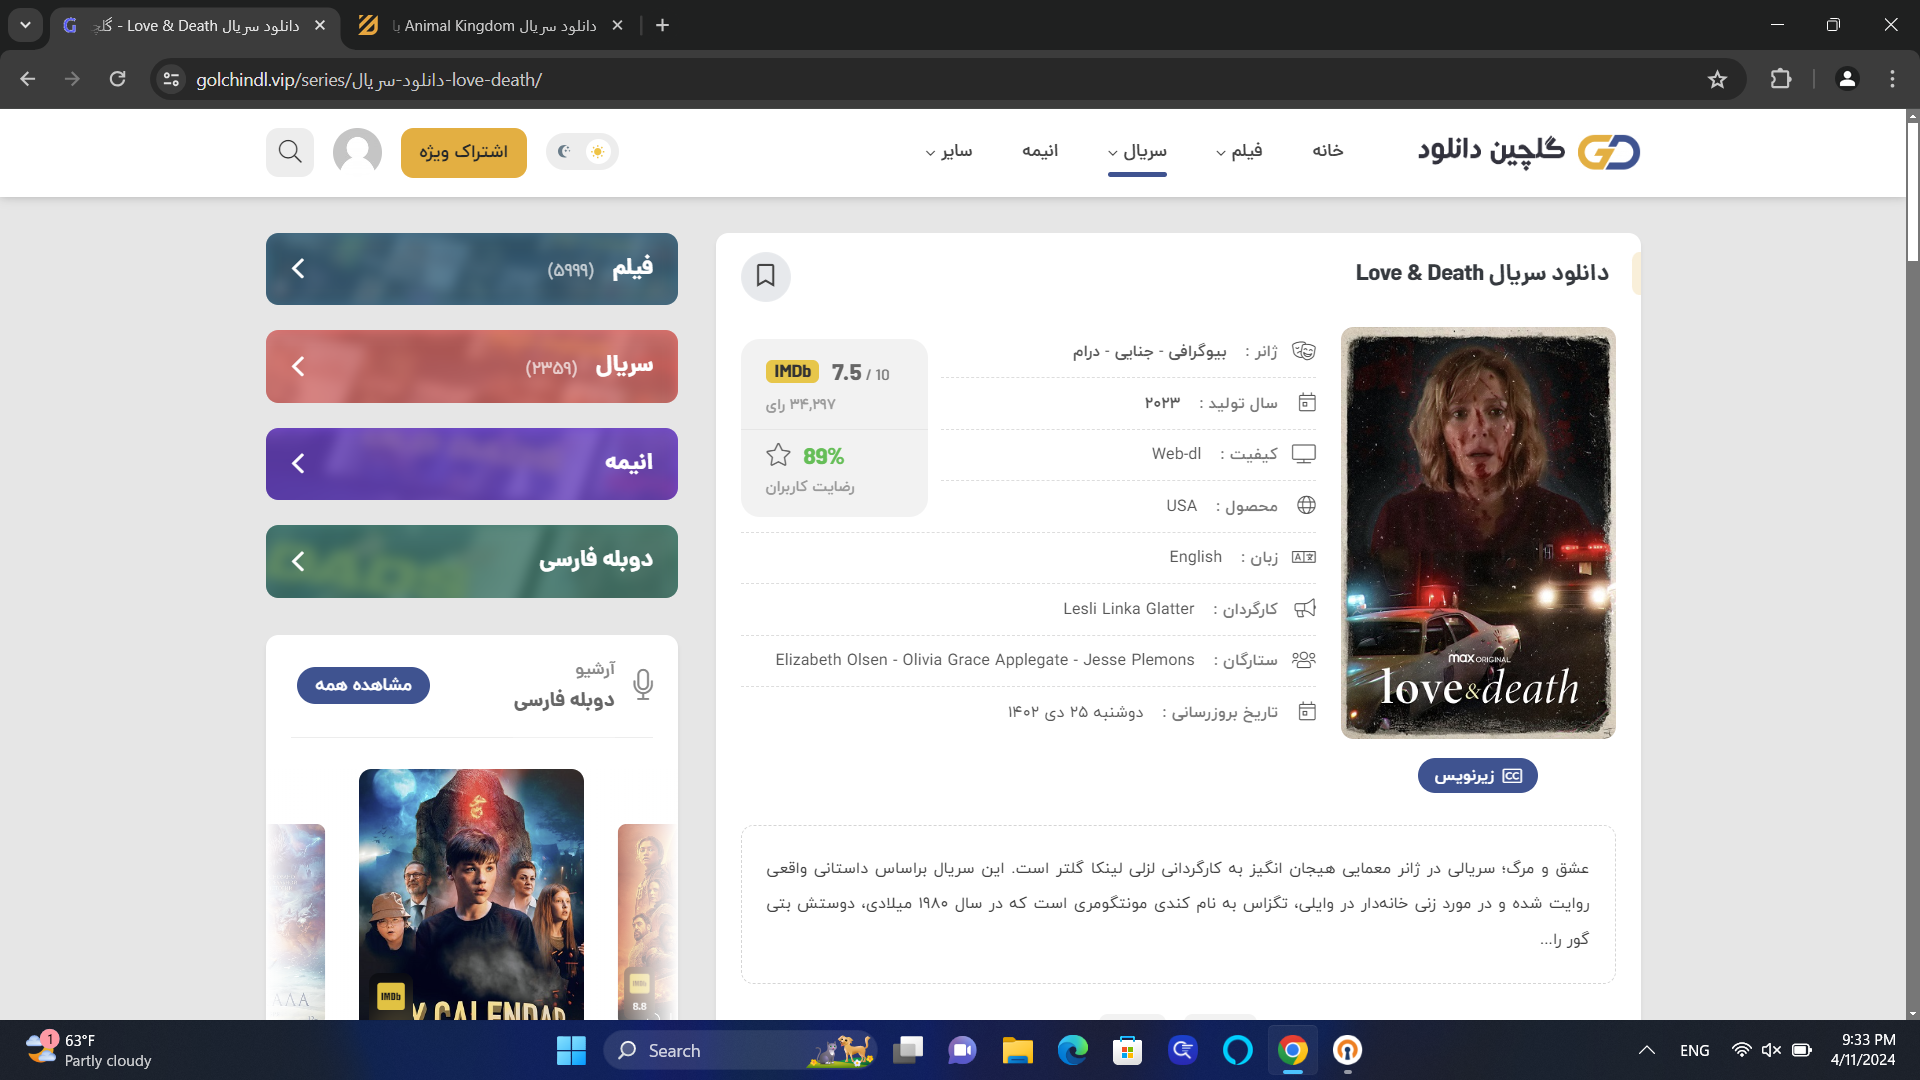 دانلود سریال Love & Death - گلچ
دانلود سریال Animal Kingdom با
golchindl.vip/series/دانلود-سریال-love-death/
گلچین دانلود
خانه
فیلم
سریال
انیمه
سایر
اشتراک ویژه
دانلود سریال Love & Death
ژانر : بیوگرافی - جنایی - درام
سال تولید : ۲۰۲۳
کیفیت : Web-dl
محصول : USA
زبان : English
کارگردان : Lesli Linka Glatter
ستارگان : Elizabeth Olsen - Olivia Grace Applegate - Jesse Plemons
تاریخ بروزرسانی : دوشنبه ۲۵ دی ۱۴۰۲
IMDb 7.5 / 10
۳۴,۲۹۷ رای
89%
رضایت کاربران
max ORIGINAL
love & death
زیرنویس CC
عشق و مرگ؛ سریالی در ژانر معمایی هیجان انگیز به کارگردانی لزلی لینکا گلتر است. این سریال براساس داستانی واقعی
روایت شده و در مورد زنی خانه‌دار در وایلی، تگزاس به نام کندی مونتگومری است که در سال ۱۹۸۰ میلادی، دوستش بتی
گور را...
فیلم (۵۹۹۹)
سریال (۲۳۵۹)
انیمه
دوبله فارسی
آرشیو
دوبله فارسی
مشاهده همه
IMDb
Y CALENDAR
IMDb
8.8
1
63°F
Partly cloudy
Search
ENG
9:33 PM
4/11/2024